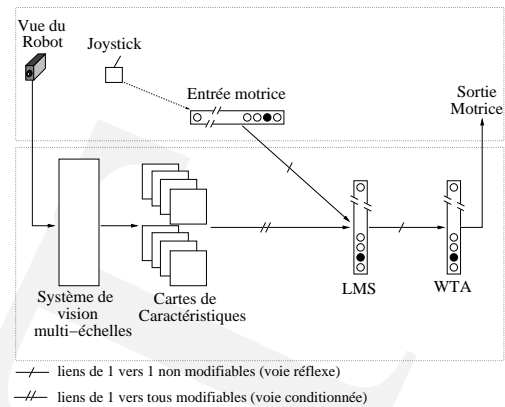 Vue du
Robot
Joystick
Entrée motrice
Sortie
Motrice
Système de
vision
multi−échelles
Cartes de
Caractéristiques
LMS
WTA
liens de 1 vers 1 non modifiables (voie réflexe)
liens de 1 vers tous modifiables (voie conditionnée)